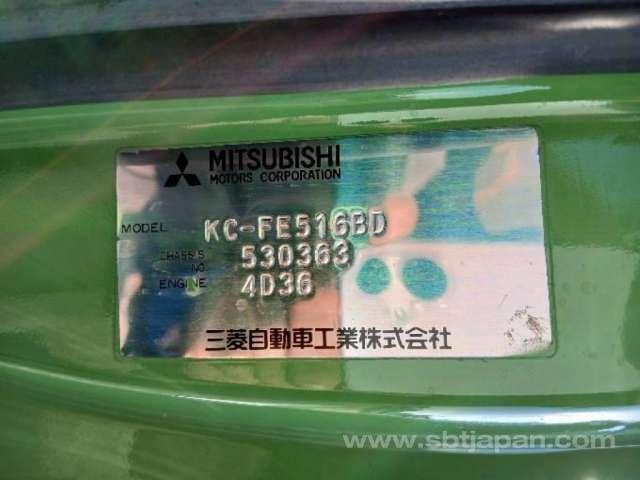 MITSUBISHI
MOTORS CORPORATION
MODEL KC-FE516BD
CHASSIS NO. 530363
ENGINE 4D36
三菱自動車工業株式会社
www.sbtjapan.com